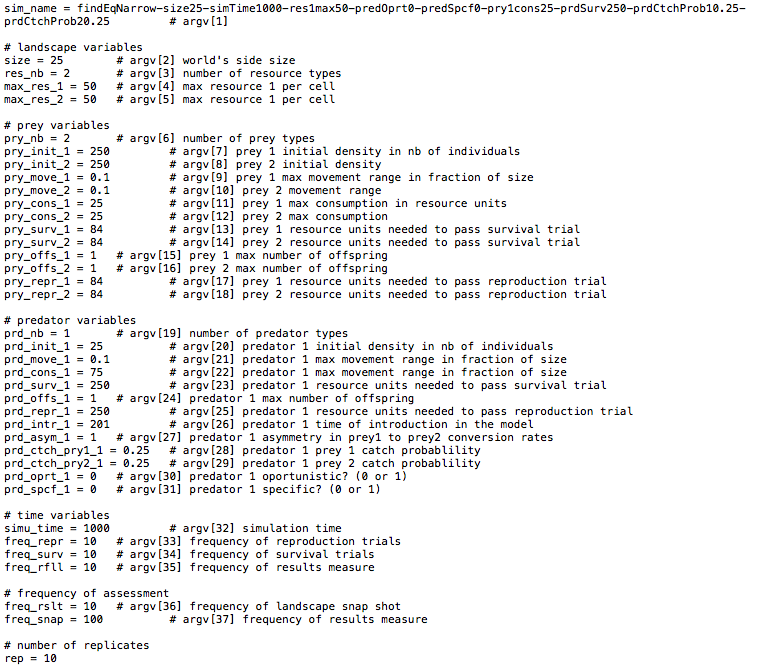 sim_name = findEqNarrow-size25-simTime1000-res1max50-predOprt0-predSpcf0-pry1cons25-prdSurv250-prdCtchProb10.25-
prdCtchProb20.25 # argv[1]
# landscape variables
size = 25 # argv[2] world's side size
res_nb = 2 # argv[3] number of resource types
max_res_1 = 50 # argv[4] max resource 1 per cell
max_res_2 = 50 # argv[5] max resource 1 per cell
# prey variables
pry_nb = 2 # argv[6] number of prey types
pry_init_1 = 250 # argv[7] prey 1 initial density in nb of individuals
pry_init_2 = 250 # argv[8] prey 2 initial density
pry_move_1 = 0.1 # argv[9] prey 1 max movement range in fraction of size
pry_move_2 = 0.1 # argv[10] prey 2 movement range
pry_cons_1 = 25 # argv[11] prey 1 max consumption in resource units
pry_cons_2 = 25 # argv[12] prey 2 max consumption
pry_surv_1 = 84 # argv[13] prey 1 resource units needed to pass survival trial
pry_surv_2 = 84 # argv[14] prey 2 resource units needed to pass survival trial
pry_offs_1 = 1 # argv[15] prey 1 max number of offspring
pry_offs_2 = 1 # argv[16] prey 2 max number of offspring
pry_repr_1 = 84 # argv[17] prey 1 resource units needed to pass reproduction trial
pry_repr_2 = 84 # argv[18] prey 2 resource units needed to pass reproduction trial
# predator variables
prd_nb = 1 # argv[19] number of predator types
prd_init_1 = 25 # argv[20] predator 1 initial density in nb of individuals
prd_move_1 = 0.1 # argv[21] predator 1 max movement range in fraction of size
prd_cons_1 = 75 # argv[22] predator 1 max movement range in fraction of size
prd_surv_1 = 250 # argv[23] predator 1 resource units needed to pass survival trial
prd_offs_1 = 1 # argv[24] predator 1 max number of offspring
prd_repr_1 = 250 # argv[25] predator 1 resource units needed to pass reproduction trial
prd_intr_1 = 201 # argv[26] predator 1 time of introduction in the model
prd_asym_1 = 1 # argv[27] predator 1 asymmetry in prey1 to prey2 conversion rates
prd_ctch_pry1_1 = 0.25 # argv[28] predator 1 prey 1 catch probablility
prd_ctch_pry2_1 = 0.25 # argv[29] predator 1 prey 2 catch probablility
prd_oprt_1 = 0 # argv[30] predator 1 oportunistic? (0 or 1)
prd_spcf_1 = 0 # argv[31] predator 1 specific? (0 or 1)
# time variables
simu_time = 1000 # argv[32] simulation time
freq_repr = 10 # argv[33] frequency of reproduction trials
freq_surv = 10 # argv[34] frequency of survival trials
freq_rfll = 10 # argv[35] frequency of results measure
# frequency of assessment
freq_rslt = 10 # argv[36] frequency of landscape snap shot
freq_snap = 100 # argv[37] frequency of results measure
# number of replicates
rep = 10